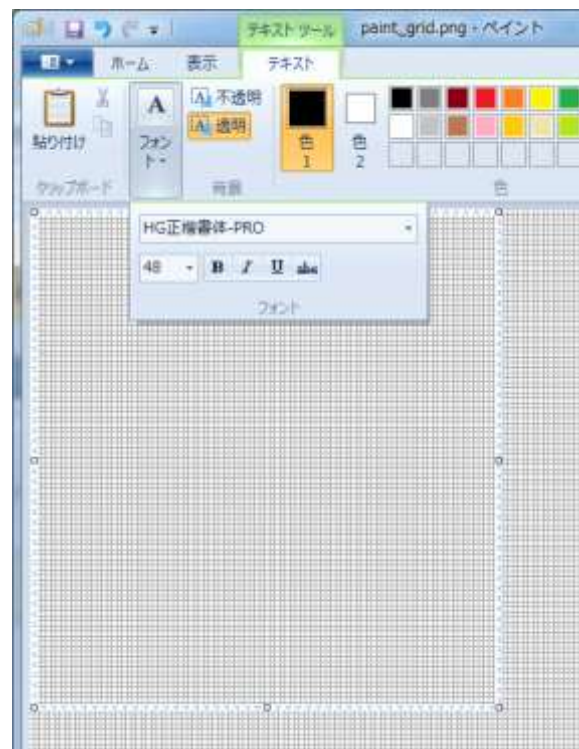 テキスト ツール
paint_grid.png - ペイント
ホーム
表示
テキスト
貼り付け
A
フォン
ト
A 不透明
A 透明
背景
色
1
色
2
クリップボード
色
HG正楷書体-PRO
48
B I U abc
フォント